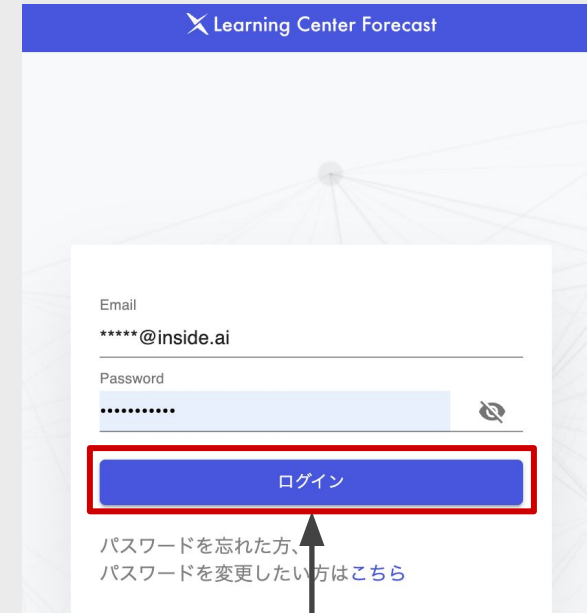 Learning Center Forecast
Email
*****@inside.ai
Password
•••••••••••
ログイン
パスワードを忘れた方、
パスワードを変更したい方はこちら